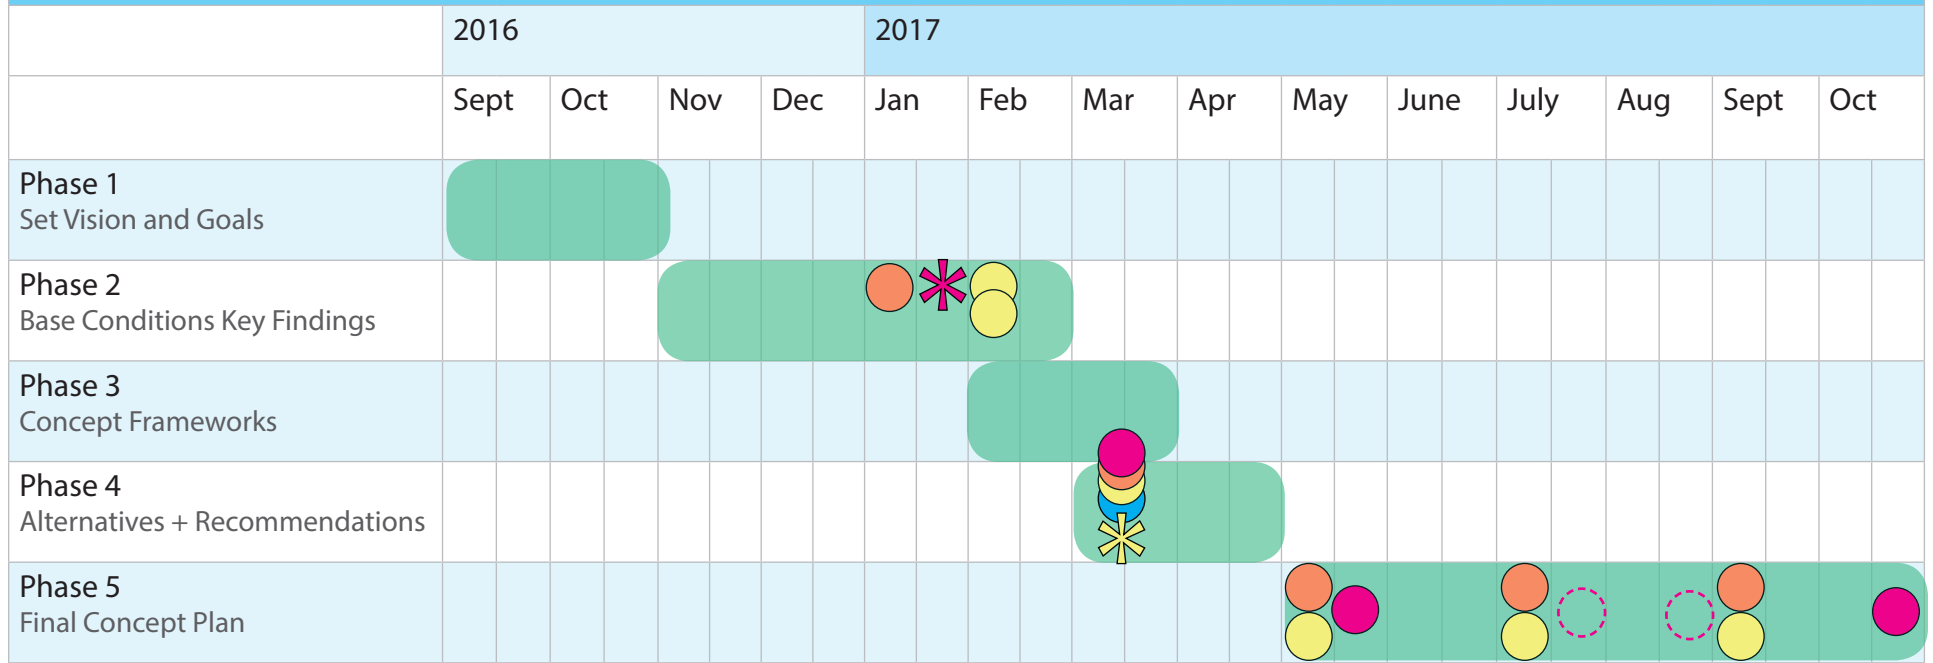 2016 2017
Sept Oct Nov Dec Jan Feb Mar Apr May June July Aug Sept Oct
Phase 1
Set Vision and Goals
Phase 2
Base Conditions Key Findings
Phase 3
Concept Frameworks
Phase 4
Alternatives + Recommendations
Phase 5
Final Concept Plan